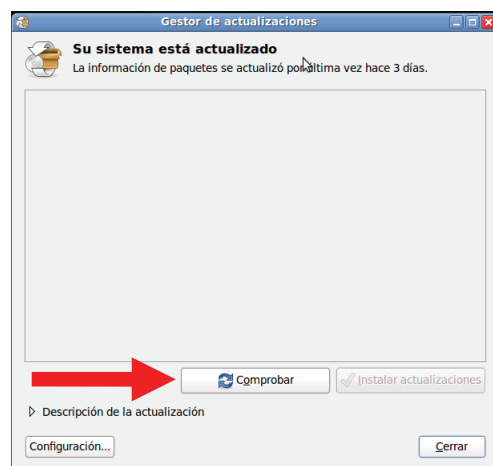 Gestor de actualizaciones
Su sistema está actualizado
La información de paquetes se actualizó por última vez hace 3 días.
Comprobar
Instalar actualizaciones
Descripción de la actualización
Configuración...
Cerrar